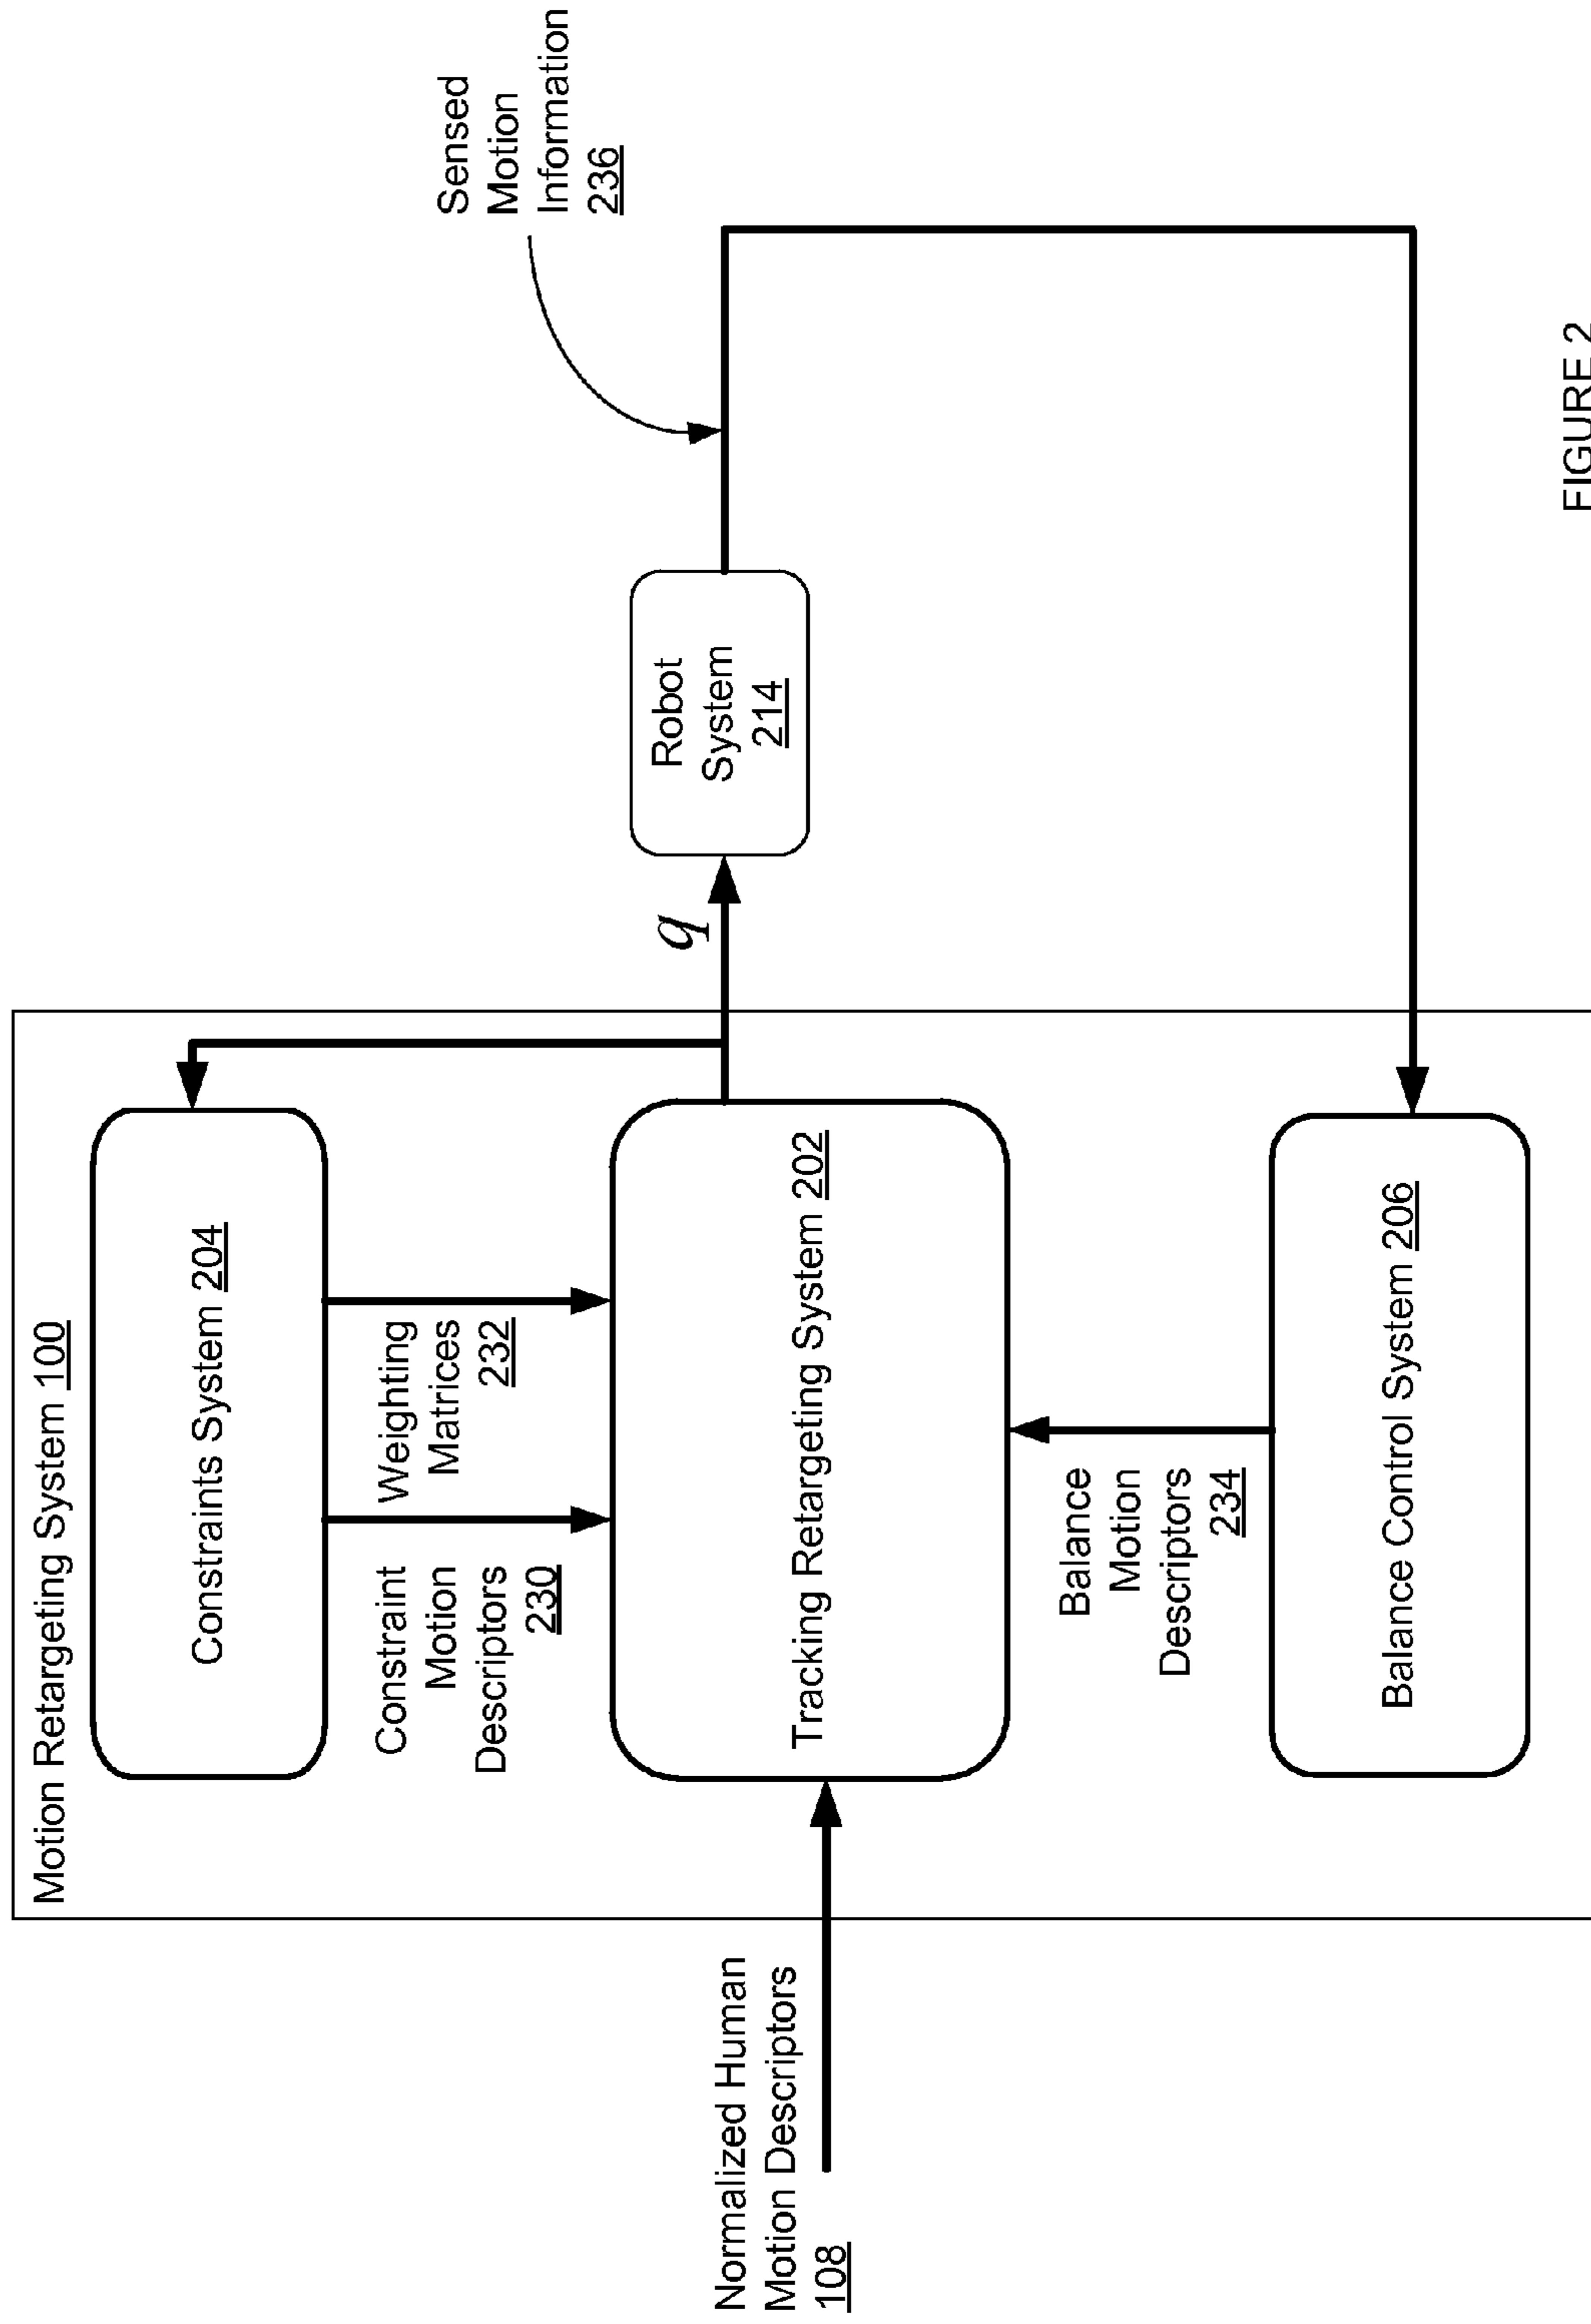 Motion Retargeting System 100
Constraints System 204
Constraint
Motion
Descriptors
230
Weighting
Matrices
232
Normalized Human
Motion Descriptors
108
Tracking Retargeting System 202
q
Robot
System
214
Sensed
Motion
Information
236
Balance
Motion
Descriptors
234
Balance Control System 206
FIGURE 2